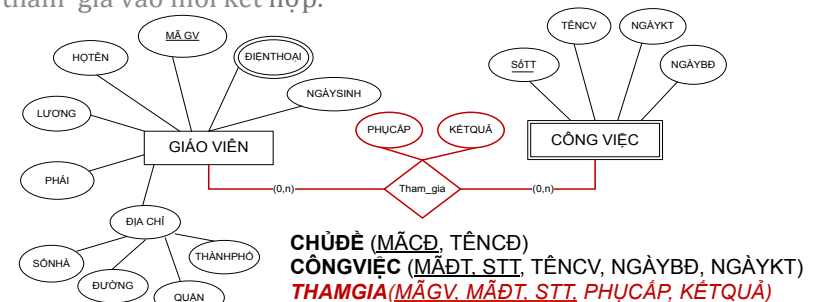 tham gia vào mối kết hợp.
MÃ GV
HỌTÊN
ĐIỆNTHOẠI
NGÀYSINH
LƯƠNG
GIÁO VIÊN
PHÁI
ĐỊA CHỈ
SỐNHÀ
ĐƯỜNG
QUẬN
THÀNHPHỐ
PHỤCẤP
KẾTQUẢ
(0,n)
Tham_gia
(0,n)
TÊNCV
NGÀYKT
SốTT
NGÀYBĐ
CÔNG VIỆC
CHỦĐỀ (MÃCĐ, TÊNCĐ)
CÔNGVIỆC (MÃĐT, STT, TÊNCV, NGÀYBĐ, NGÀYKT)
THAMGIA(MÃGV, MÃĐT, STT, PHỤCẤP, KẾTQUẢ)